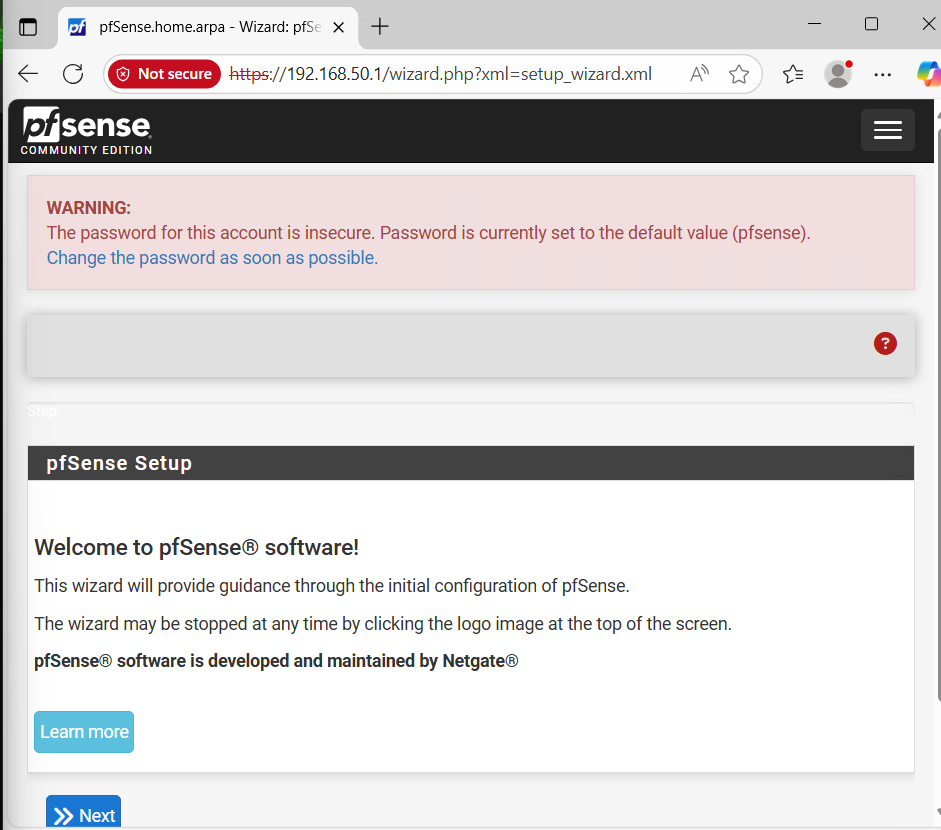 pfSense.home.arpa - Wizard: pfSe
Not secure https://192.168.50.1/wizard.php?xml=setup_wizard.xml
pfsense
COMMUNITY EDITION
WARNING:
The password for this account is insecure. Password is currently set to the default value (pfsense).
Change the password as soon as possible.
?
Step
pfSense Setup
Welcome to pfSense® software!
This wizard will provide guidance through the initial configuration of pfSense.
The wizard may be stopped at any time by clicking the logo image at the top of the screen.
pfSense® software is developed and maintained by Netgate®
Learn more
Next